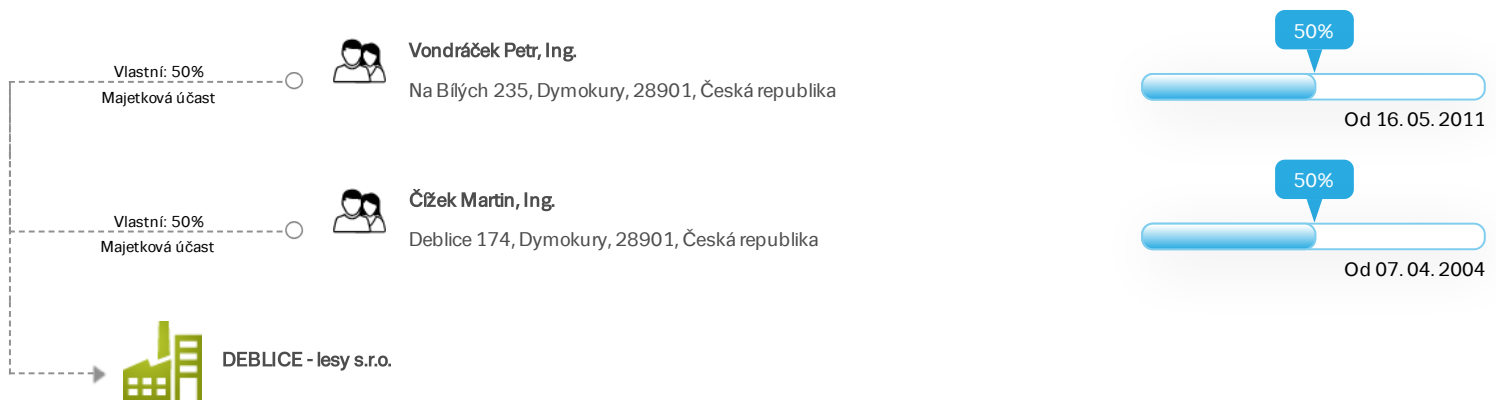 Vlastní: 50%
Majetková účast
Vondráček Petr, Ing.
Na Bílých 235, Dymokury, 28901, Česká republika
50%
Od 16. 05. 2011
Vlastní: 50%
Majetková účast
Čížek Martin, Ing.
Deblice 174, Dymokury, 28901, Česká republika
50%
Od 07. 04. 2004
DEBLICE - lesy s.r.o.